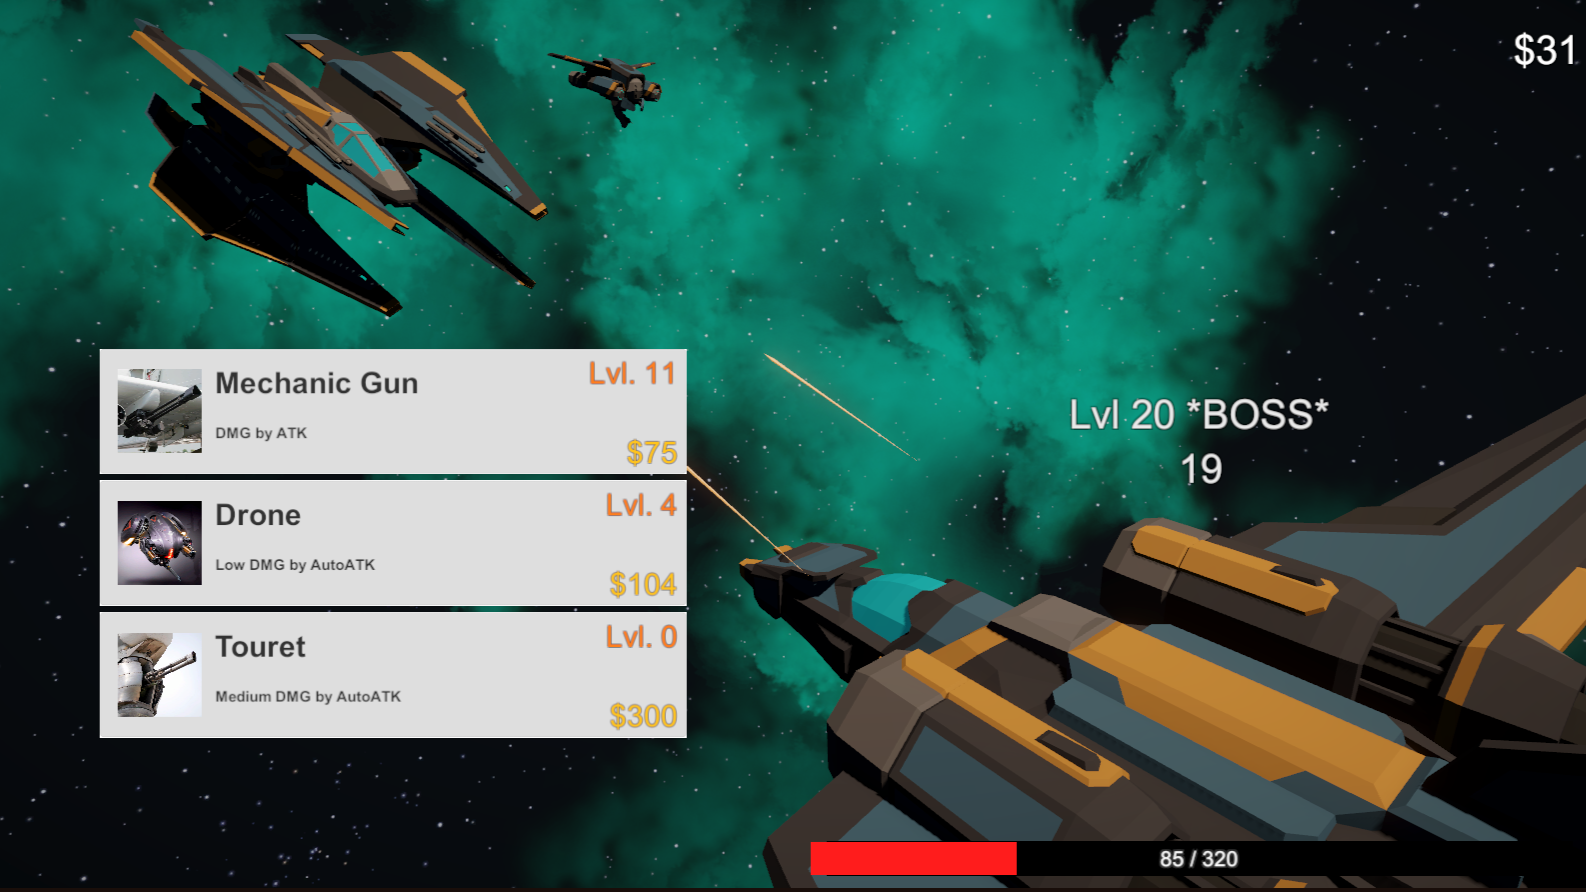 $31
Mechanic Gun
Lvl. 11
DMG by ATK
$75
Drone
Lvl. 4
Low DMG by AutoATK
$104
Touret
Lvl. 0
Medium DMG by AutoATK
$300
Lvl 20 *BOSS*
19
85 / 320